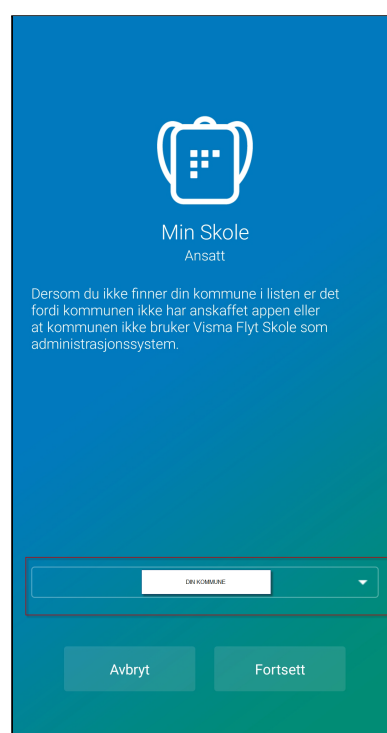 Min Skole
Ansatt
Dersom du ikke finner din kommune i listen er det
fordi kommunen ikke har anskaffet appen eller
at kommunen ikke bruker Visma Flyt Skole som
administrasjonssystem.
DIN KOMMUNE
Avbryt
Fortsett